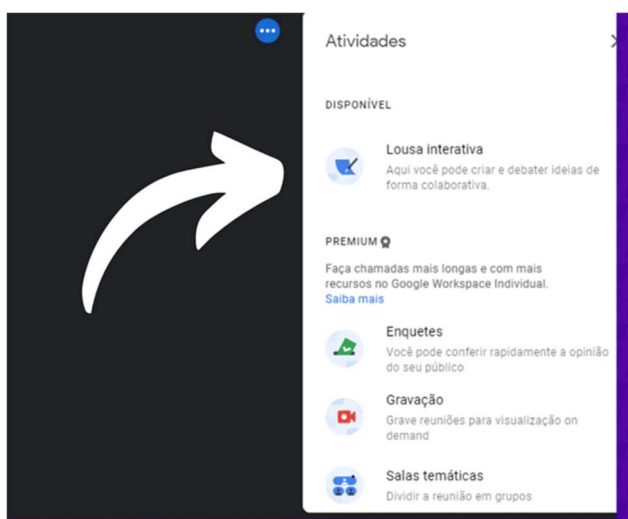 Atividades
DISPONÍVEL
Lousa interativa
Aqui você pode criar e debater ideias de
forma colaborativa.
PREMIUM
Faça chamadas mais longas e com mais
recursos no Google Workspace Individual.
Saiba mais
Enquetes
Você pode conferir rapidamente a opinião
do seu público
Gravação
Grave reuniões para visualização on
demand
Salas temáticas
Dividir a reunião em grupos